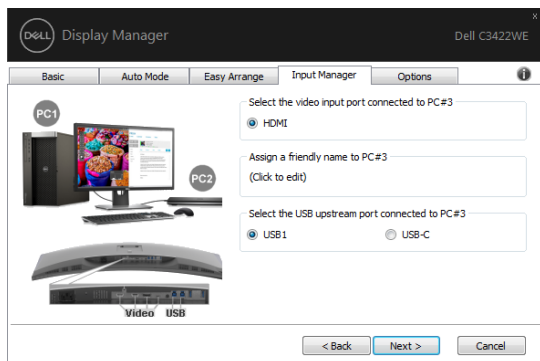 DELL Display Manager
Dell C3422WE
Basic Auto Mode Easy Arrange Input Manager Options
PC1
PC2
Video USB
Select the video input port connected to PC#3
HDMI
Assign a friendly name to PC#3
(Click to edit)
Select the USB upstream port connected to PC#3
USB1 USB-C
< Back Next > Cancel